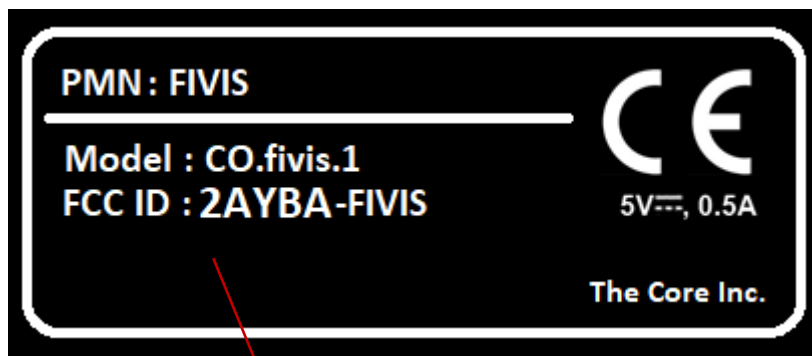 PMN : FIVIS
CE
Model : CO.fivis.1
FCC ID : 2AYBA-FIVIS
5V⎓, 0.5A
The Core Inc.